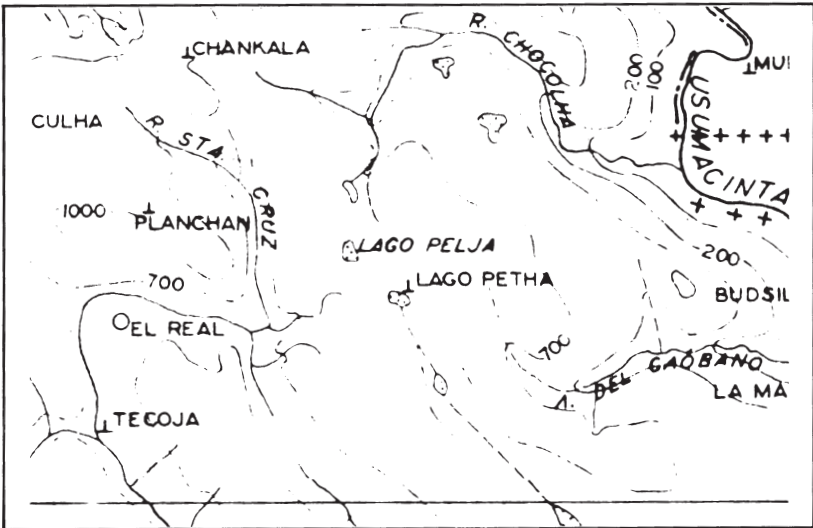 R. CHOCOLHA
CHANKALA
MUI
200
100
USUMACINTA
CULHA
R. STA CRUZ
1000
PLANCHAN
LAGO PELJA
200
700
LAGO PETHA
BUDSIL
EL REAL
700
A. DEL GAÓBANO
LA MA
TECOJA